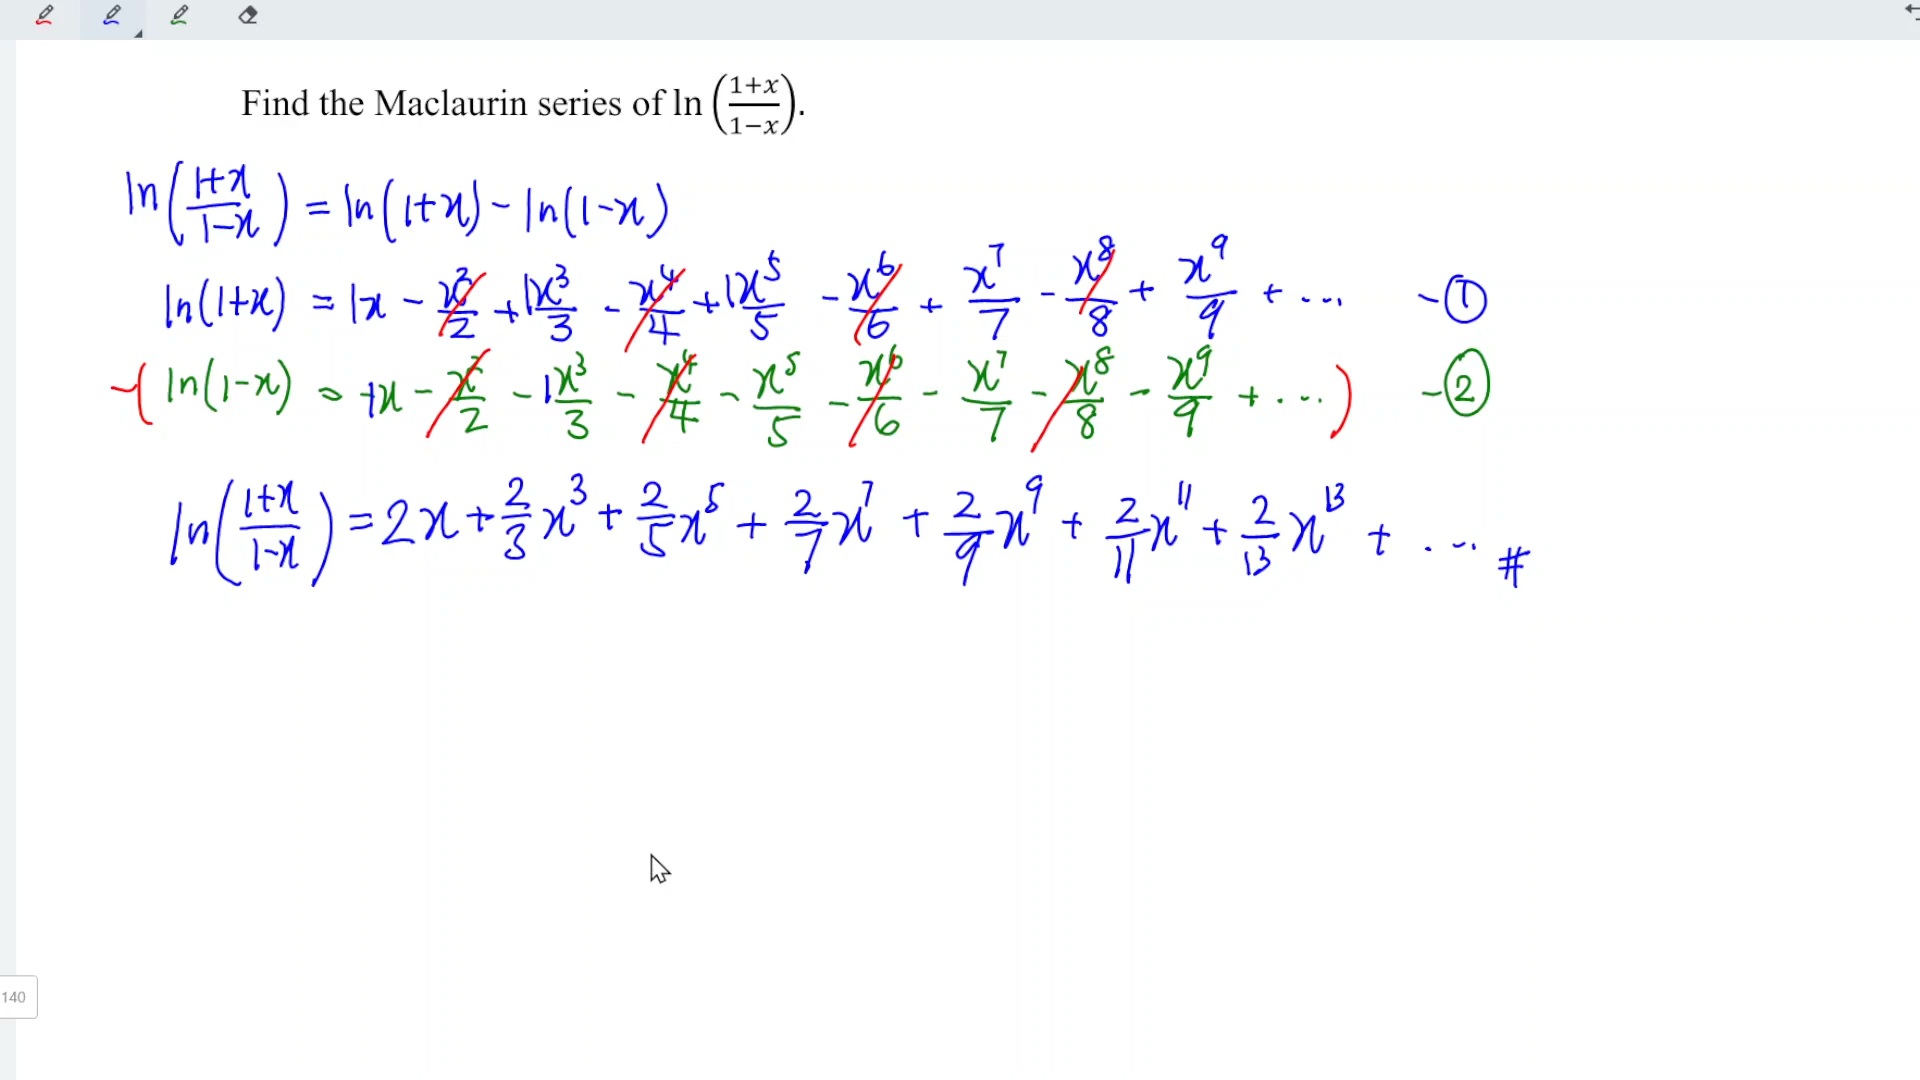 Find the Maclaurin series of ln ((1+x)/(1−x)).
ln((1+x)/(1-x)) = ln(1+x) - ln(1-x)
ln(1+x) = 1x - x²/2 + 1x³/3 - x⁴/4 + 1x⁵/5 - x⁶/6 + x⁷/7 - x⁸/8 + x⁹/9 + ... - ①
-( ln(1-x) = +1x - x²/2 - 1x³/3 - x⁴/4 - x⁵/5 - x⁶/6 - x⁷/7 - x⁸/8 - x⁹/9 + ... ) - ②
ln((1+x)/(1-x)) = 2x + 2/3 x³ + 2/5 x⁵ + 2/7 x⁷ + 2/9 x⁹ + 2/11 x¹¹ + 2/13 x¹³ + ... #
140